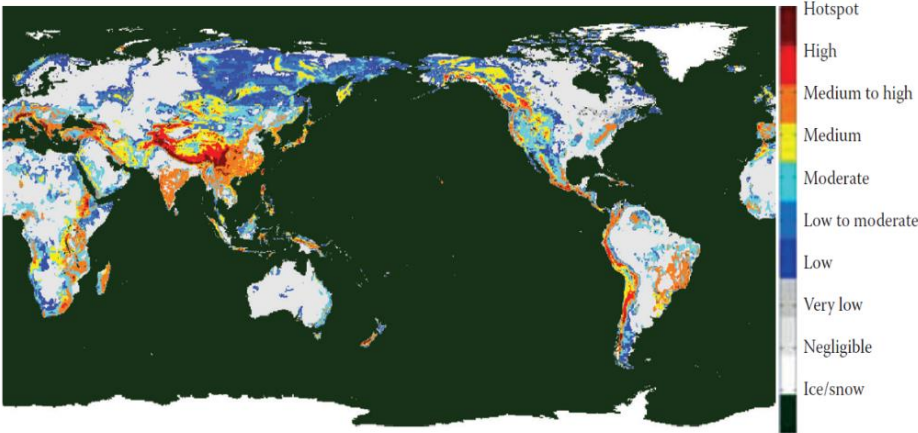 Hotspot
High
Medium to high
Medium
Moderate
Low to moderate
Low
Very low
Negligible
Ice/snow